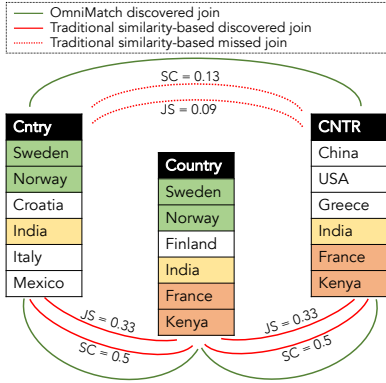 OmniMatch discovered join
Traditional similarity-based discovered join
Traditional similarity-based missed join
SC = 0.13
JS = 0.09
Cntry
Sweden
Norway
Croatia
India
Italy
Mexico
Country
Sweden
Norway
Finland
India
France
Kenya
CNTR
China
USA
Greece
India
France
Kenya
JS = 0.33
SC = 0.5
JS = 0.33
SC = 0.5